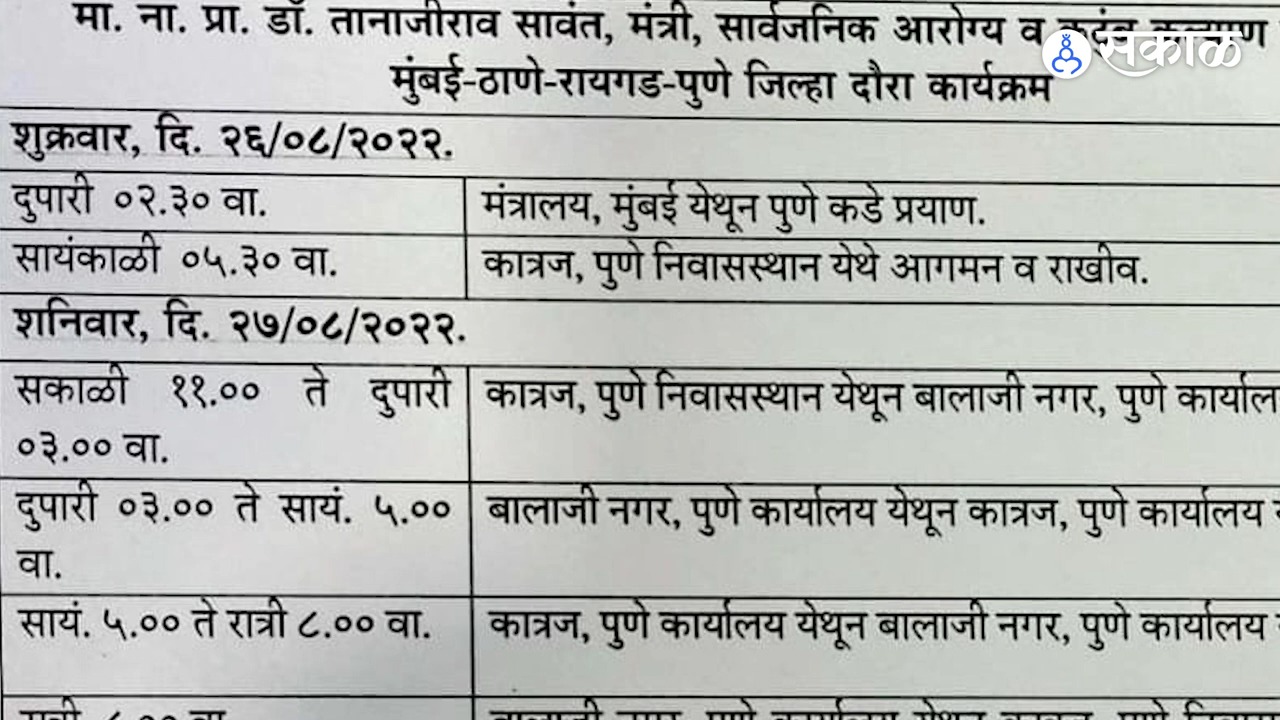 मा. ना. प्रा. डॉ. तानाजीराव सावंत, मंत्री, सार्वजनिक आरोग्य व कुटुंब कल्याण
सकाळ
मुंबई-ठाणे-रायगड-पुणे जिल्हा दौरा कार्यक्रम
शुक्रवार, दि. २६/०८/२०२२.
दुपारी ०२.३० वा. मंत्रालय, मुंबई येथून पुणे कडे प्रयाण.
सायंकाळी ०५.३० वा. कात्रज, पुणे निवासस्थान येथे आगमन व राखीव.
शनिवार, दि. २७/०८/२०२२.
सकाळी ११.०० ते दुपारी कात्रज, पुणे निवासस्थान येथून बालाजी नगर, पुणे कार्याल
०३.०० वा.
दुपारी ०३.०० ते सायं. ५.०० बालाजी नगर, पुणे कार्यालय येथून कात्रज, पुणे कार्यालय
वा.
सायं. ५.०० ते रात्री ८.०० वा. कात्रज, पुणे कार्यालय येथून बालाजी नगर, पुणे कार्यालय